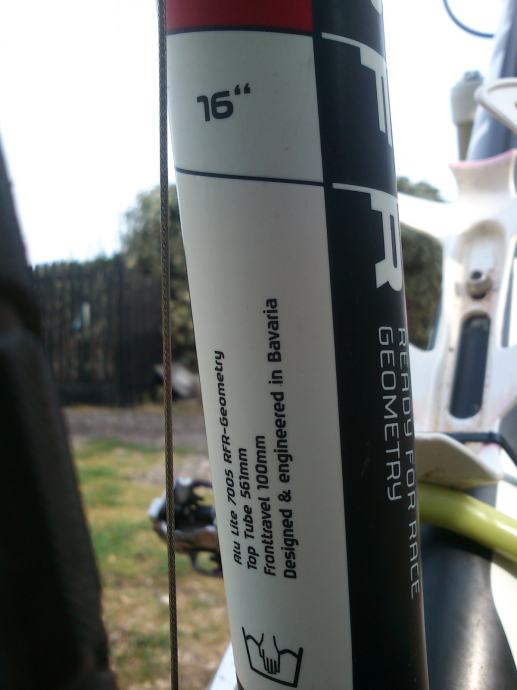 16“
RFR
READY FOR RACE
GEOMETRY
Alu Lite 7005 RFR-Geometry
Top Tube 561mm
Fronttravel 100mm
Designed & engineered in Bavaria